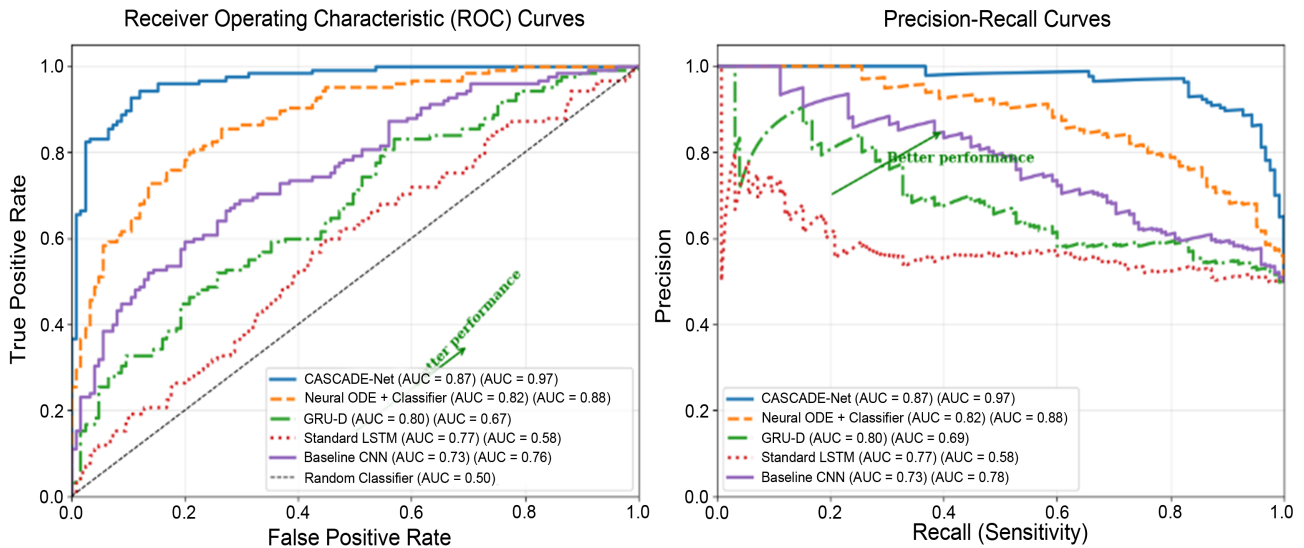 Receiver Operating Characteristic (ROC) Curves
True Positive Rate
1.0
0.8
0.6
0.4
0.2
0.0
performance
CASCADE-Net (AUC = 0.87) (AUC = 0.97)
Neural ODE + Classifier (AUC = 0.82) (AUC = 0.88)
GRU-D (AUC = 0.80) (AUC = 0.67)
Standard LSTM (AUC = 0.77) (AUC = 0.58)
Baseline CNN (AUC = 0.73) (AUC = 0.76)
Random Classifier (AUC = 0.50)
0.0 0.2 0.4 0.6 0.8 1.0
False Positive Rate
Precision-Recall Curves
Precision
1.0
0.8
0.6
0.4
0.2
0.0
Better performance
CASCADE-Net (AUC = 0.87) (AUC = 0.97)
Neural ODE + Classifier (AUC = 0.82) (AUC = 0.88)
GRU-D (AUC = 0.80) (AUC = 0.69)
Standard LSTM (AUC = 0.77) (AUC = 0.58)
Baseline CNN (AUC = 0.73) (AUC = 0.78)
0.0 0.2 0.4 0.6 0.8 1.0
Recall (Sensitivity)